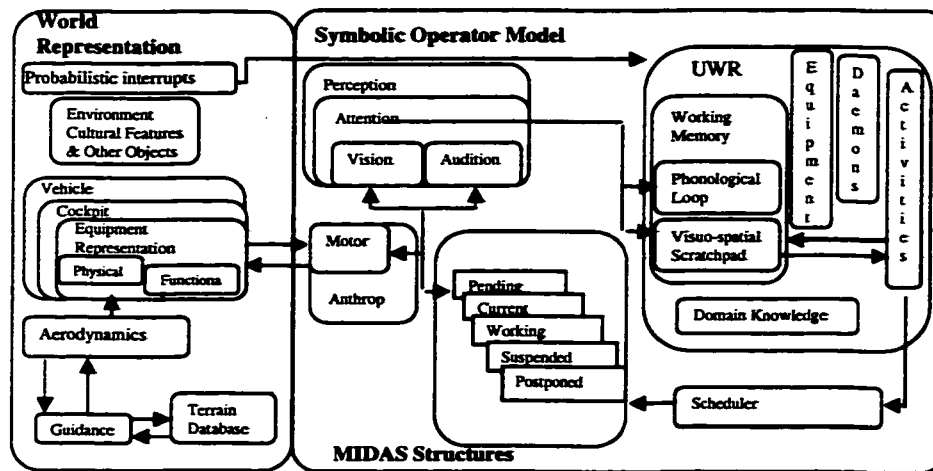 World
Representation
Probabilistic interrupts
Environment
Cultural Features
& Other Objects
Vehicle
Cockpit
Equipment
Representation
Physical
Functiona
Aerodynamics
Guidance
Terrain
Database
Symbolic Operator Model
Perception
Attention
Vision
Audition
Motor
Anthrop
Pending
Current
Working
Suspended
Postponed
UWR
Working
Memory
Phonological
Loop
Visuo-spatial
Scratchpad
Domain Knowledge
Equipment
Daemons
Activities
Scheduler
MIDAS Structures